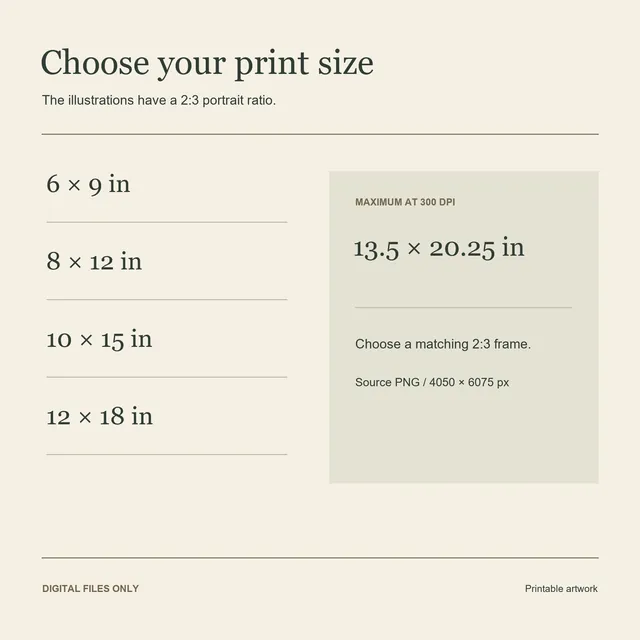 Choose your print size
The illustrations have a 2:3 portrait ratio.
6 × 9 in
8 × 12 in
10 × 15 in
12 × 18 in
MAXIMUM AT 300 DPI
13.5 × 20.25 in
Choose a matching 2:3 frame.
Source PNG / 4050 × 6075 px
DIGITAL FILES ONLY
Printable artwork